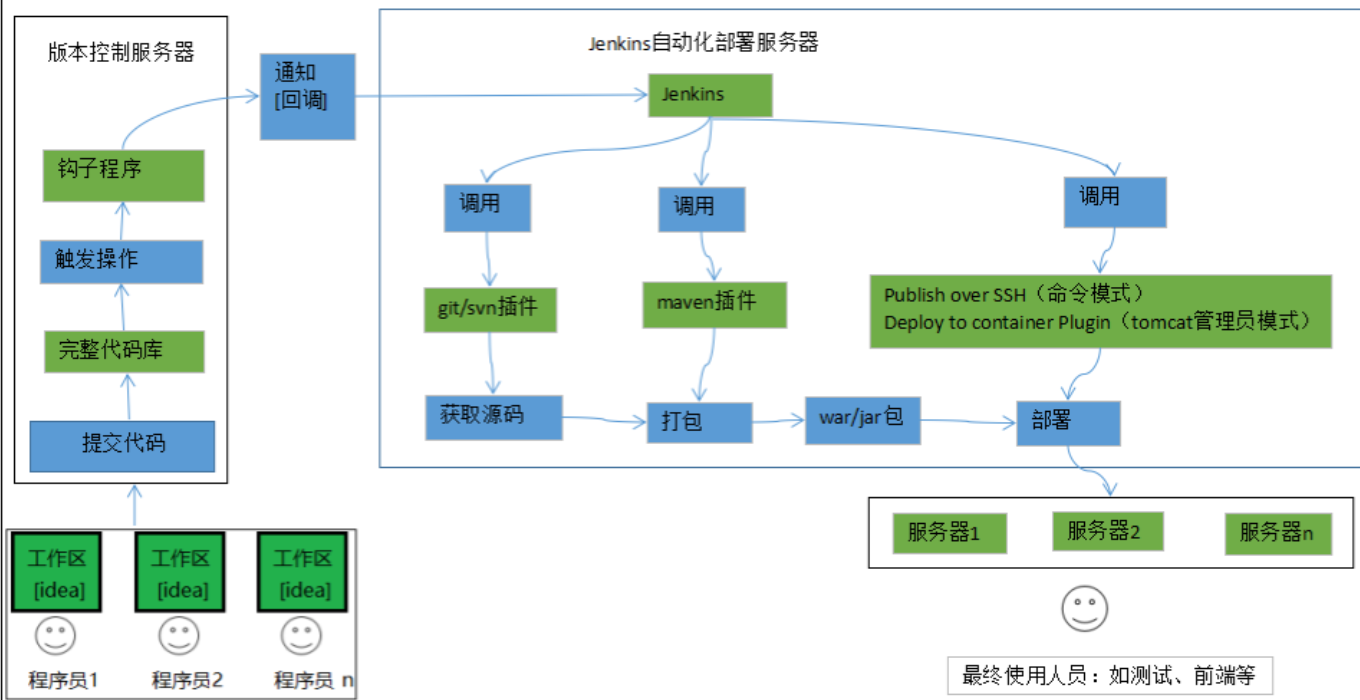 版本控制服务器
钩子程序
触发操作
完整代码库
提交代码
工作区
[idea]
程序员1
工作区
[idea]
程序员2
工作区
[idea]
程序员 n
通知
[回调]
Jenkins自动化部署服务器
Jenkins
调用
调用
调用
git/svn插件
maven插件
Publish over SSH（命令模式）
Deploy to container Plugin（tomcat管理员模式）
获取源码
打包
war/jar包
部署
服务器1
服务器2
服务器n
最终使用人员：如测试、前端等